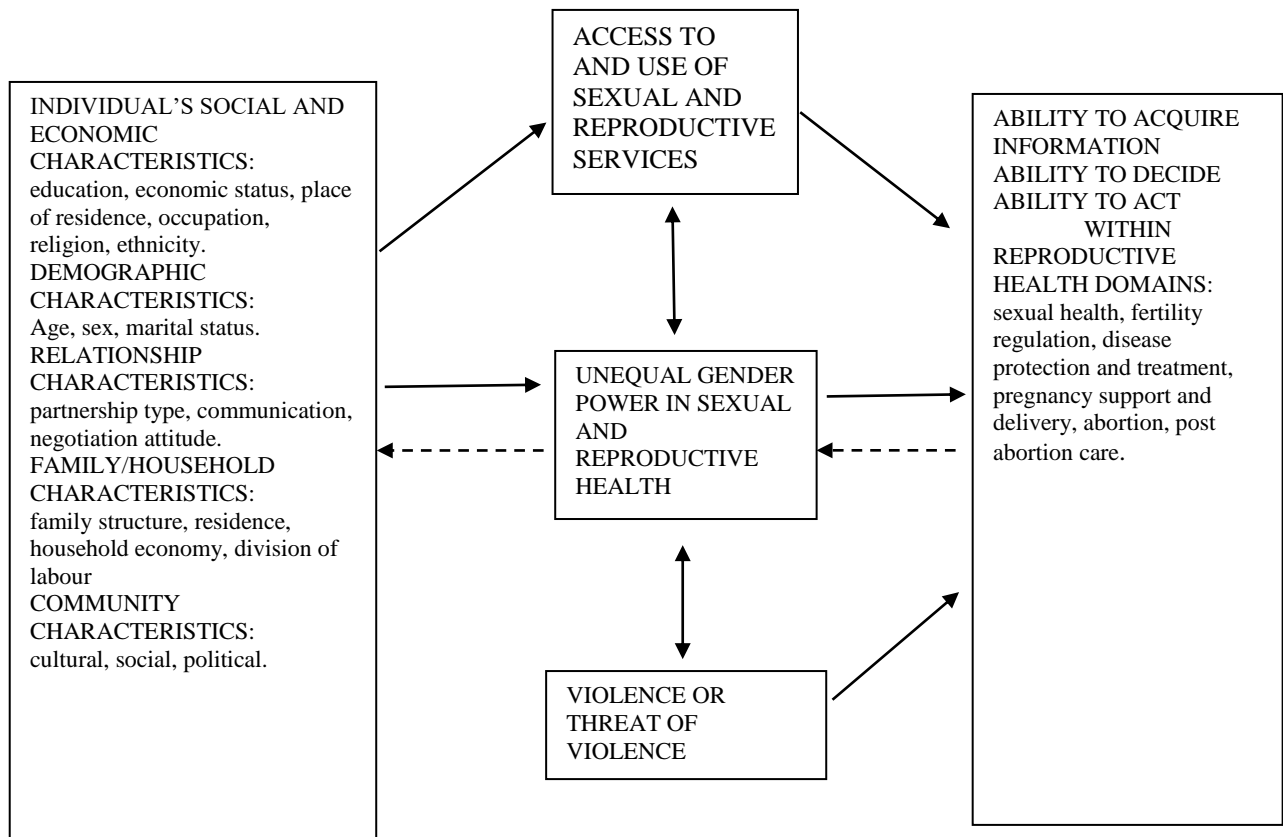 ACCESS TO
AND USE OF
SEXUAL AND
REPRODUCTIVE
SERVICES
INDIVIDUAL'S SOCIAL AND
ECONOMIC
CHARACTERISTICS:
education, economic status, place
of residence, occupation,
religion, ethnicity.
DEMOGRAPHIC
CHARACTERISTICS:
Age, sex, marital status.
RELATIONSHIP
CHARACTERISTICS:
partnership type, communication,
negotiation attitude.
FAMILY/HOUSEHOLD
CHARACTERISTICS:
family structure, residence,
household economy, division of
labour
COMMUNITY
CHARACTERISTICS:
cultural, social, political.
UNEQUAL GENDER
POWER IN SEXUAL
AND
REPRODUCTIVE
HEALTH
VIOLENCE OR
THREAT OF
VIOLENCE
ABILITY TO ACQUIRE
INFORMATION
ABILITY TO DECIDE
ABILITY TO ACT
WITHIN
REPRODUCTIVE
HEALTH DOMAINS:
sexual health, fertility
regulation, disease
protection and treatment,
pregnancy support and
delivery, abortion, post
abortion care.